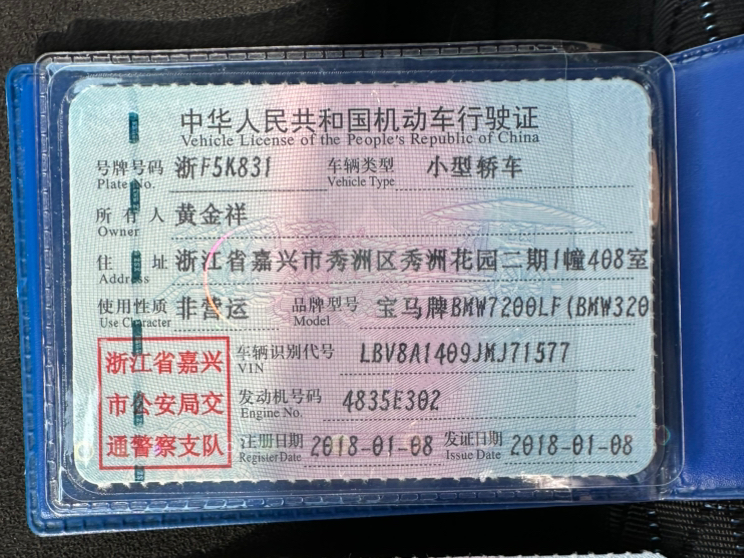 中华人民共和国机动车行驶证
Vehicle License of the People's Republic of China
号牌号码 浙F5K831 车辆类型 小型轿车
Plate No. Vehicle Type
所有人 黄金祥
Owner
住址 浙江省嘉兴市秀洲区秀洲花园二期1幢408室
Address
使用性质 非营运 品牌型号 宝马牌BMW7200LF(BMW320
Use Character Model
浙江省嘉兴
市公安局交
通警察支队
车辆识别代号 LBV8A1409JMJ71577
VIN
发动机号码 4835E302
Engine No.
注册日期 2018-01-08 发证日期 2018-01-08
Register Date Issue Date